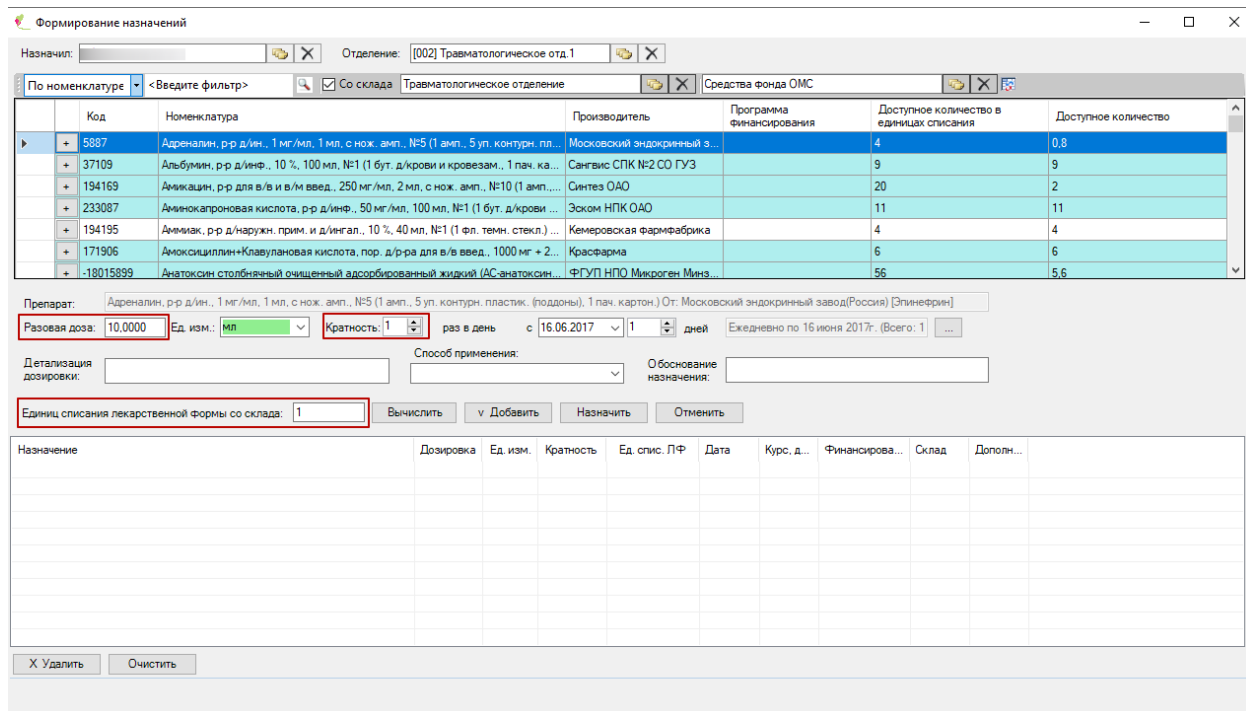 Формирование назначений
Назначил: Отделение: [002] Травматологическое отд.1
По номенклатуре <Введите фильтр> Со склада Травматологическое отделение Средства фонда ОМС
Код Номенклатура Производитель Программа финансирования Доступное количество в единицах списания Доступное количество
+ 5887 Адреналин, р-р д/ин., 1 мг/мл, 1 мл, с нож. амп., №5 (1 амп., 5 уп. контурн. пл... Московский эндокринный з... 4 0,8
+ 37109 Альбумин, р-р д/инф., 10 %, 100 мл, №1 (1 бут. д/крови и кровезам., 1 пач. ка... Сангвис СПК №2 СО ГУЗ 9 9
+ 194169 Амикацин, р-р для в/в и в/м введ., 250 мг/мл, 2 мл, с нож. амп., №10 (1 амп.,... Синтез ОАО 20 2
+ 233087 Аминокапроновая кислота, р-р д/инф., 50 мг/мл, 100 мл, №1 (1 бут. д/крови ... Эском НПК ОАО 11 11
+ 194195 Аммиак, р-р д/наружн. прим. и д/ингал., 10 %, 40 мл, №1 (1 фл. темн. стекл.) ... Кемеровская фармфабрика 4 4
+ 171906 Амоксициллин+Клавулановая кислота, пор. д/р-ра для в/в введ., 1000 мг + 2... Красфарма 6 6
+ -18015899 Анатоксин столбнячный очищенный адсорбированный жидкий (АС-анатоксин... ФГУП НПО Микроген Минз... 56 5,6
Препарат: Адреналин, р-р д/ин., 1 мг/мл, 1 мл, с нож. амп., №5 (1 амп., 5 уп. контурн. пластик. (поддоны), 1 пач. картон.) От: Московский эндокринный завод(Россия) [Эпинефрин]
Разовая доза: 10,0000 Ед. изм.: мл Кратность: 1 раз в день с 16.06.2017 1 дней Ежедневно по 16 июня 2017г. (Всего: 1 ...
Детализация дозировки: Способ применения: Обоснование назначения:
Единиц списания лекарственной формы со склада: 1 Вычислить v Добавить Назначить Отменить
Назначение Дозировка Ед. изм. Кратность Ед. спис. ЛФ Дата Курс, д... Финансирова... Склад Дополн...
X Удалить Очистить